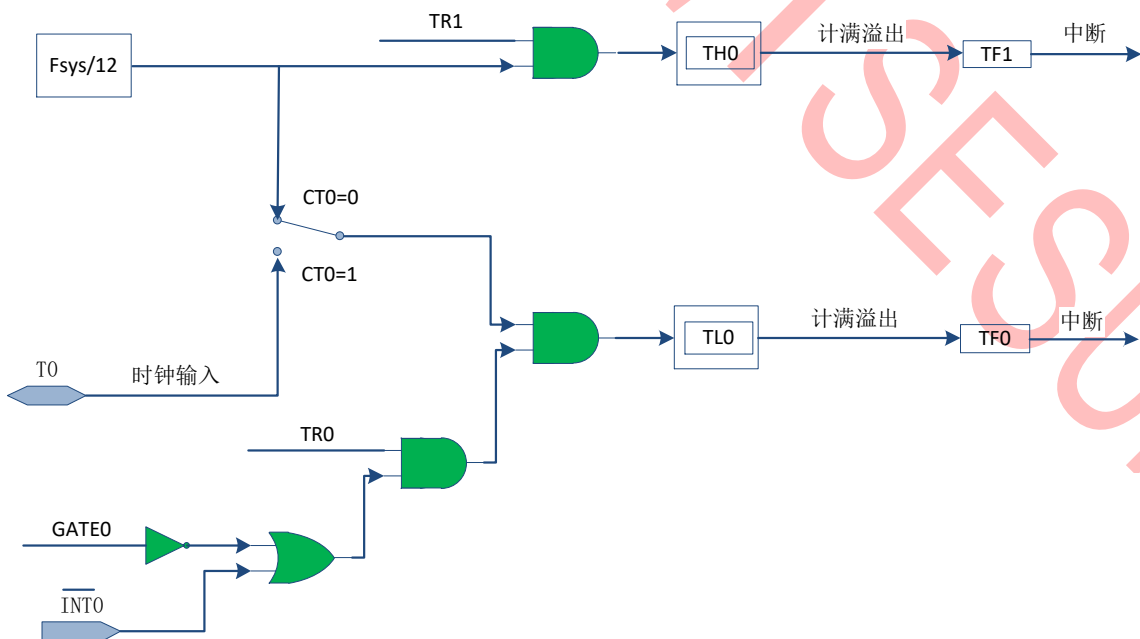 TR1
计满溢出
中断
Fsys/12
TH0
TF1
CT0=0
CT0=1
计满溢出
中断
TL0
TF0
T0
时钟输入
TR0
GATE0
INT0